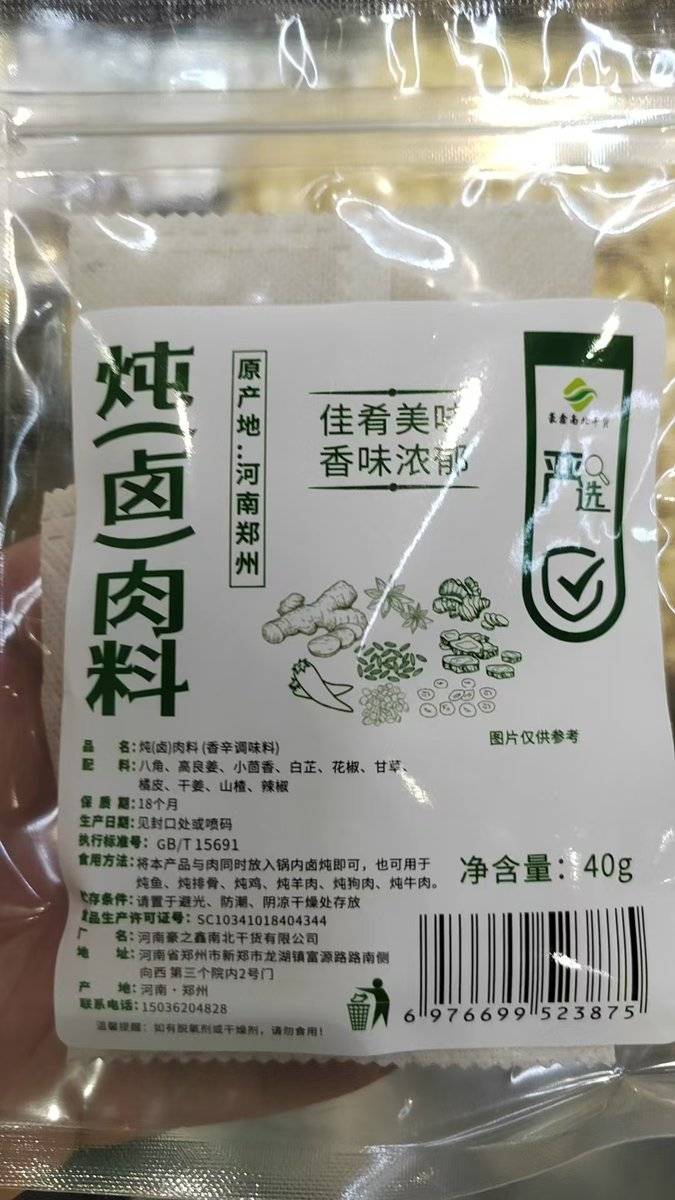 炖(卤)肉料
原产地:河南郑州
佳肴美味
香味浓郁
豪鑫南北干货
严选
图片仅供参考
品 名:炖(卤)肉料 (香辛调味料)
配 料:八角、高良姜、小茴香、白芷、花椒、甘草、
橘皮、干姜、山楂、辣椒
保 质 期:18个月
生产日期:见封口处或喷码
执行标准号: GB/T 15691
食用方法:将本产品与肉同时放入锅内卤炖即可，也可用于
炖鱼、炖排骨、炖鸡、炖羊肉、炖狗肉、炖牛肉。
贮存条件:请置于避光、防潮、阴凉干燥处存放
食品生产许可证号: SC10341018404344
厂 名:河南豪之鑫南北干货有限公司
地 址:河南省郑州市新郑市龙湖镇富源路路南侧
向西 第三个院内2号门
产 地:河南·郑州
联系电话:15036204828
温馨提醒: 如有脱氧剂或干燥剂，请勿食用!
净含量: 40g
6 976699 523875